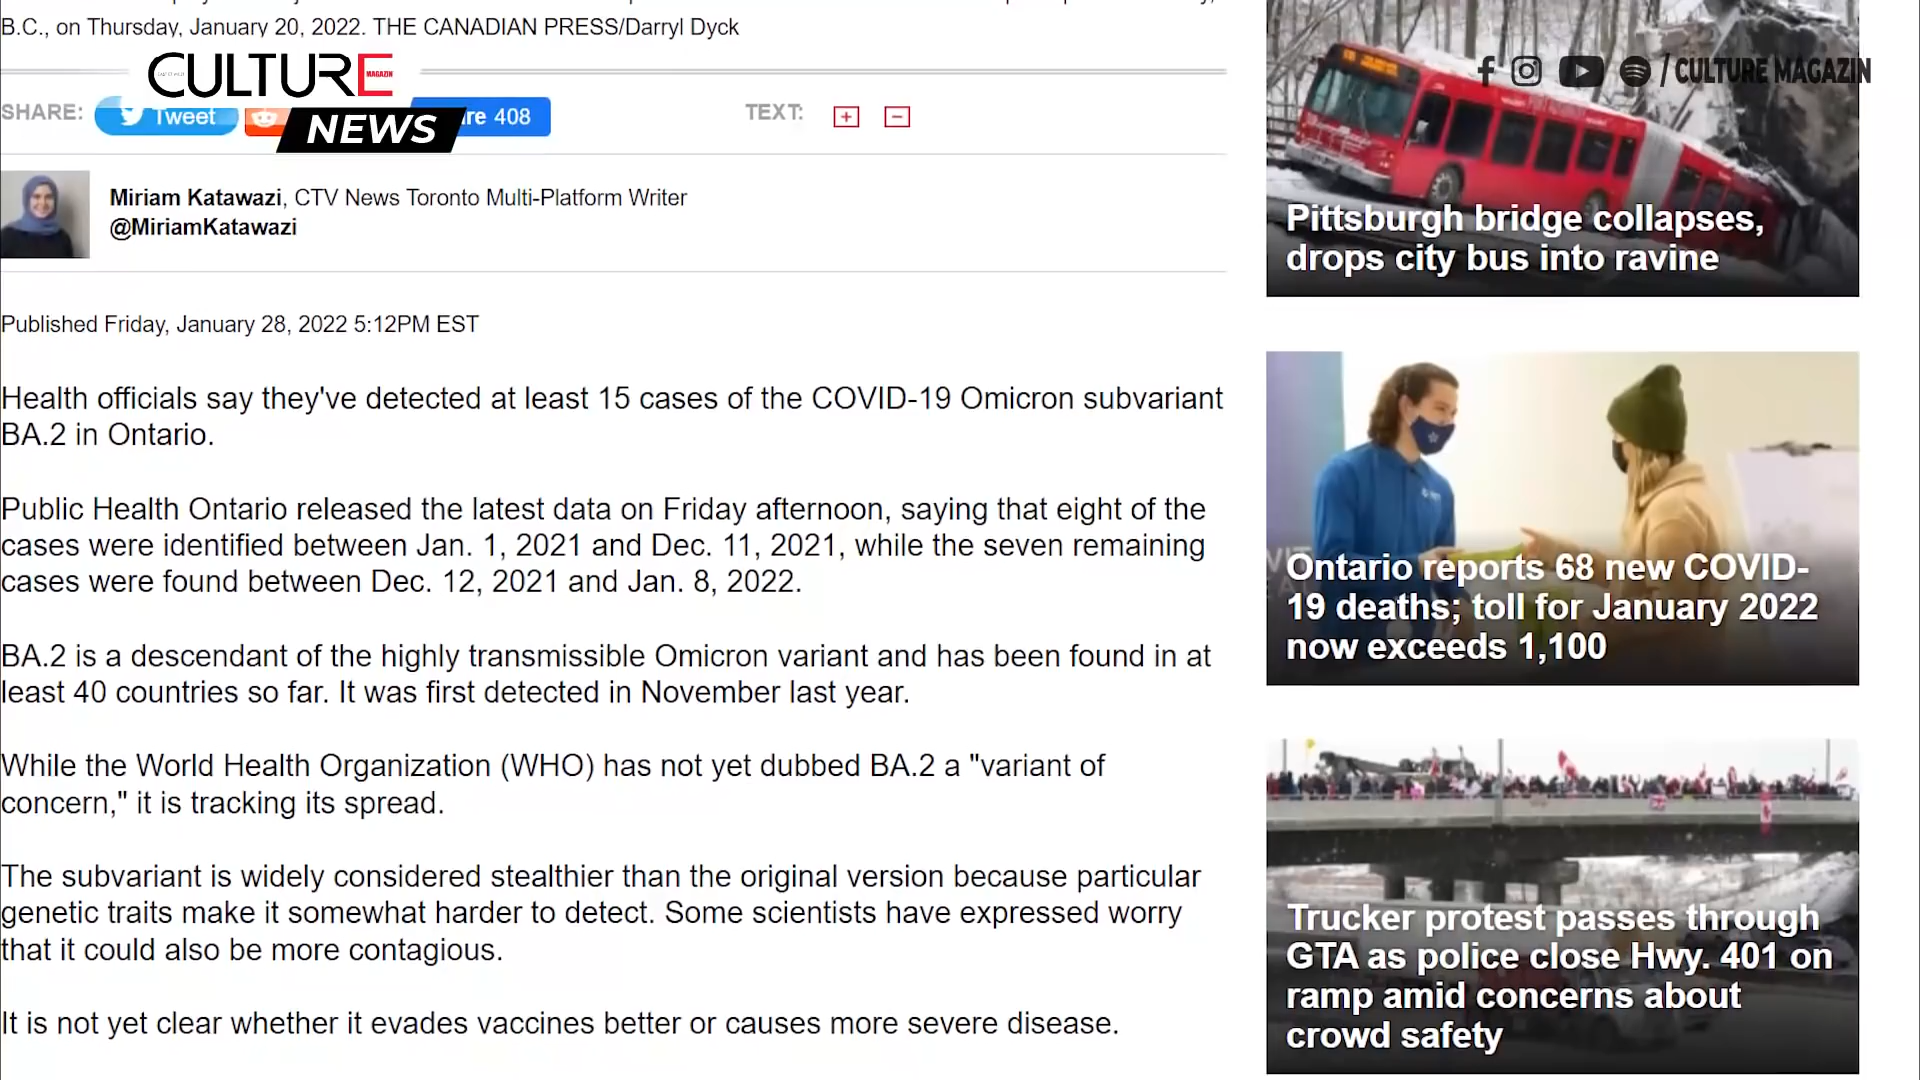 B.C., on Thursday, January 20, 2022. THE CANADIAN PRESS/Darryl Dyck
CULTURE
MAGAZIN
NEWS
/ CULTURE MAGAZIN
SHARE:
Tweet
re 408
TEXT:
+
−
Miriam Katawazi, CTV News Toronto Multi-Platform Writer
@MiriamKatawazi
Published Friday, January 28, 2022 5:12PM EST
Health officials say they've detected at least 15 cases of the COVID-19 Omicron subvariant
BA.2 in Ontario.
Public Health Ontario released the latest data on Friday afternoon, saying that eight of the
cases were identified between Jan. 1, 2021 and Dec. 11, 2021, while the seven remaining
cases were found between Dec. 12, 2021 and Jan. 8, 2022.
BA.2 is a descendant of the highly transmissible Omicron variant and has been found in at
least 40 countries so far. It was first detected in November last year.
While the World Health Organization (WHO) has not yet dubbed BA.2 a "variant of
concern," it is tracking its spread.
The subvariant is widely considered stealthier than the original version because particular
genetic traits make it somewhat harder to detect. Some scientists have expressed worry
that it could also be more contagious.
It is not yet clear whether it evades vaccines better or causes more severe disease.
Pittsburgh bridge collapses,
drops city bus into ravine
Ontario reports 68 new COVID-
19 deaths; toll for January 2022
now exceeds 1,100
Trucker protest passes through
GTA as police close Hwy. 401 on
ramp amid concerns about
crowd safety